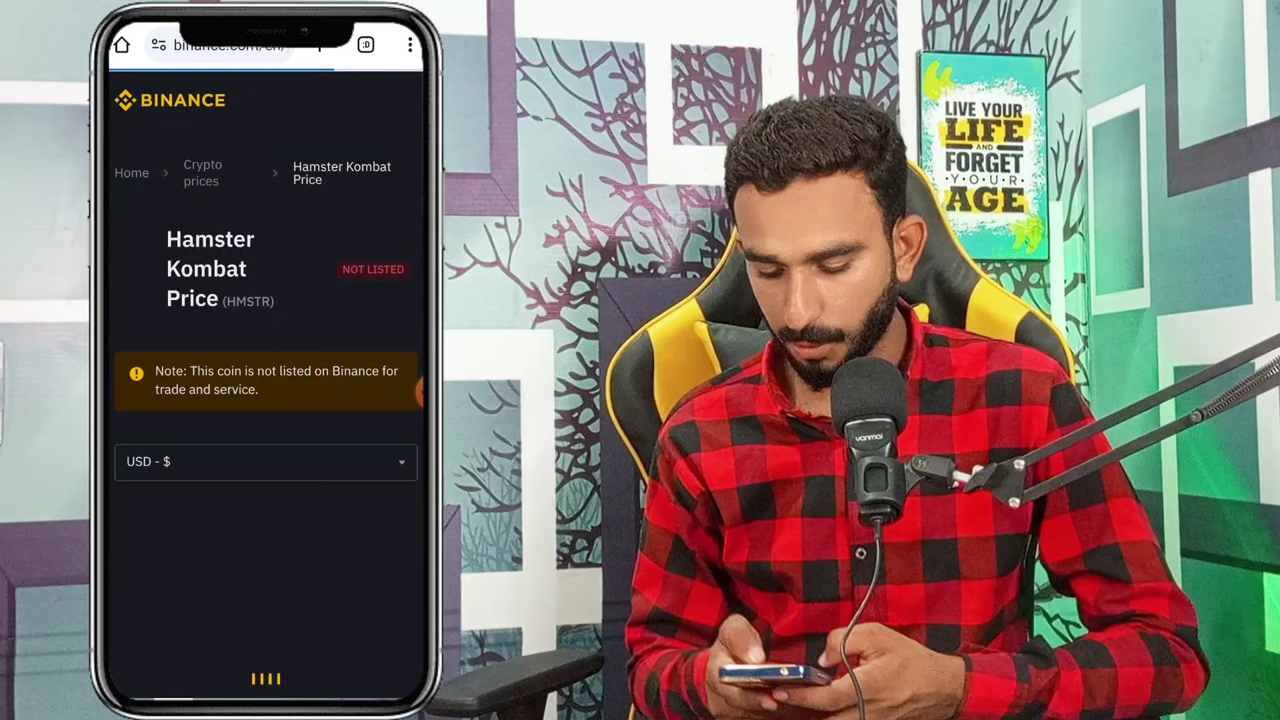 BINANCE
Home
Crypto
prices
Hamster Kombat
Price
Hamster
Kombat
Price (HMSTR)
NOT LISTED
Note: This coin is not listed on Binance for
trade and service.
USD - $
LIVE YOUR
LIFE
AND
FORGET
·Y·O·U·R·
AGE
vanmai